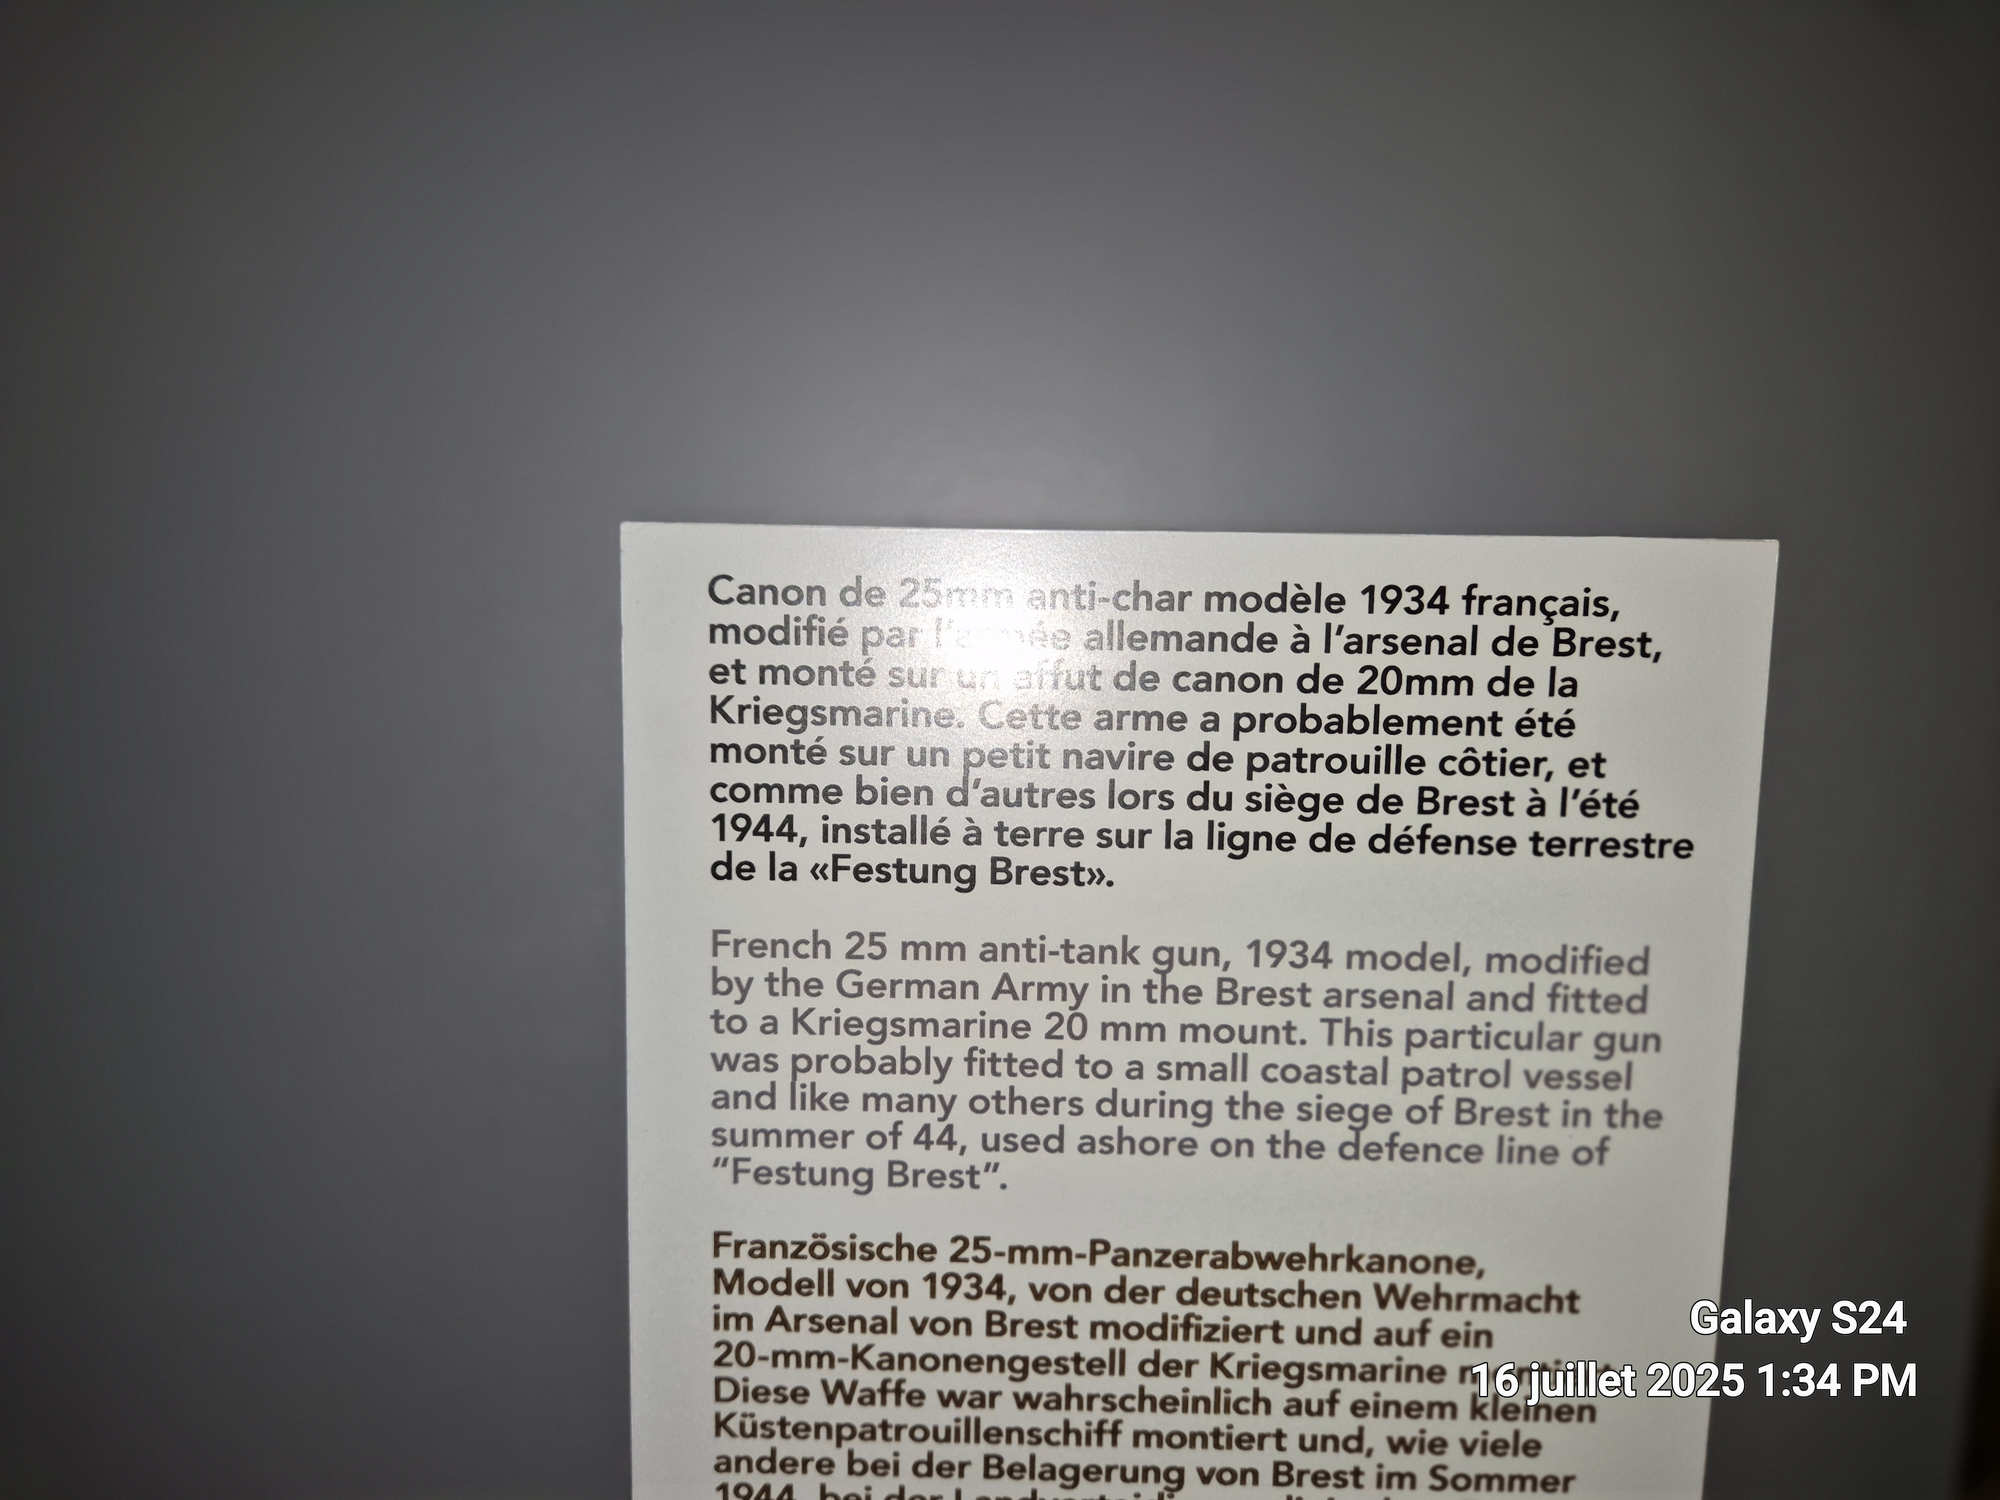 Canon de 25mm anti-char modèle 1934 français,
modifié par l'armée allemande à l'arsenal de Brest,
et monté sur un affut de canon de 20mm de la
Kriegsmarine. Cette arme a probablement été
monté sur un petit navire de patrouille côtier, et
comme bien d'autres lors du siège de Brest à l'été
1944, installé à terre sur la ligne de défense terrestre
de la «Festung Brest».
French 25 mm anti-tank gun, 1934 model, modified
by the German Army in the Brest arsenal and fitted
to a Kriegsmarine 20 mm mount. This particular gun
was probably fitted to a small coastal patrol vessel
and like many others during the siege of Brest in the
summer of 44, used ashore on the defence line of
"Festung Brest".
Französische 25-mm-Panzerabwehrkanone,
Modell von 1934, von der deutschen Wehrmacht
im Arsenal von Brest modifiziert und auf ein
20-mm-Kanonengestell der Kriegsmarine
Diese Waffe war wahrscheinlich auf einem kleinen
Küstenpatrouillenschiff montiert und, wie viele
andere bei der Belagerung von Brest im Sommer
1944, bei der
Galaxy S24
16 juillet 2025 1:34 PM